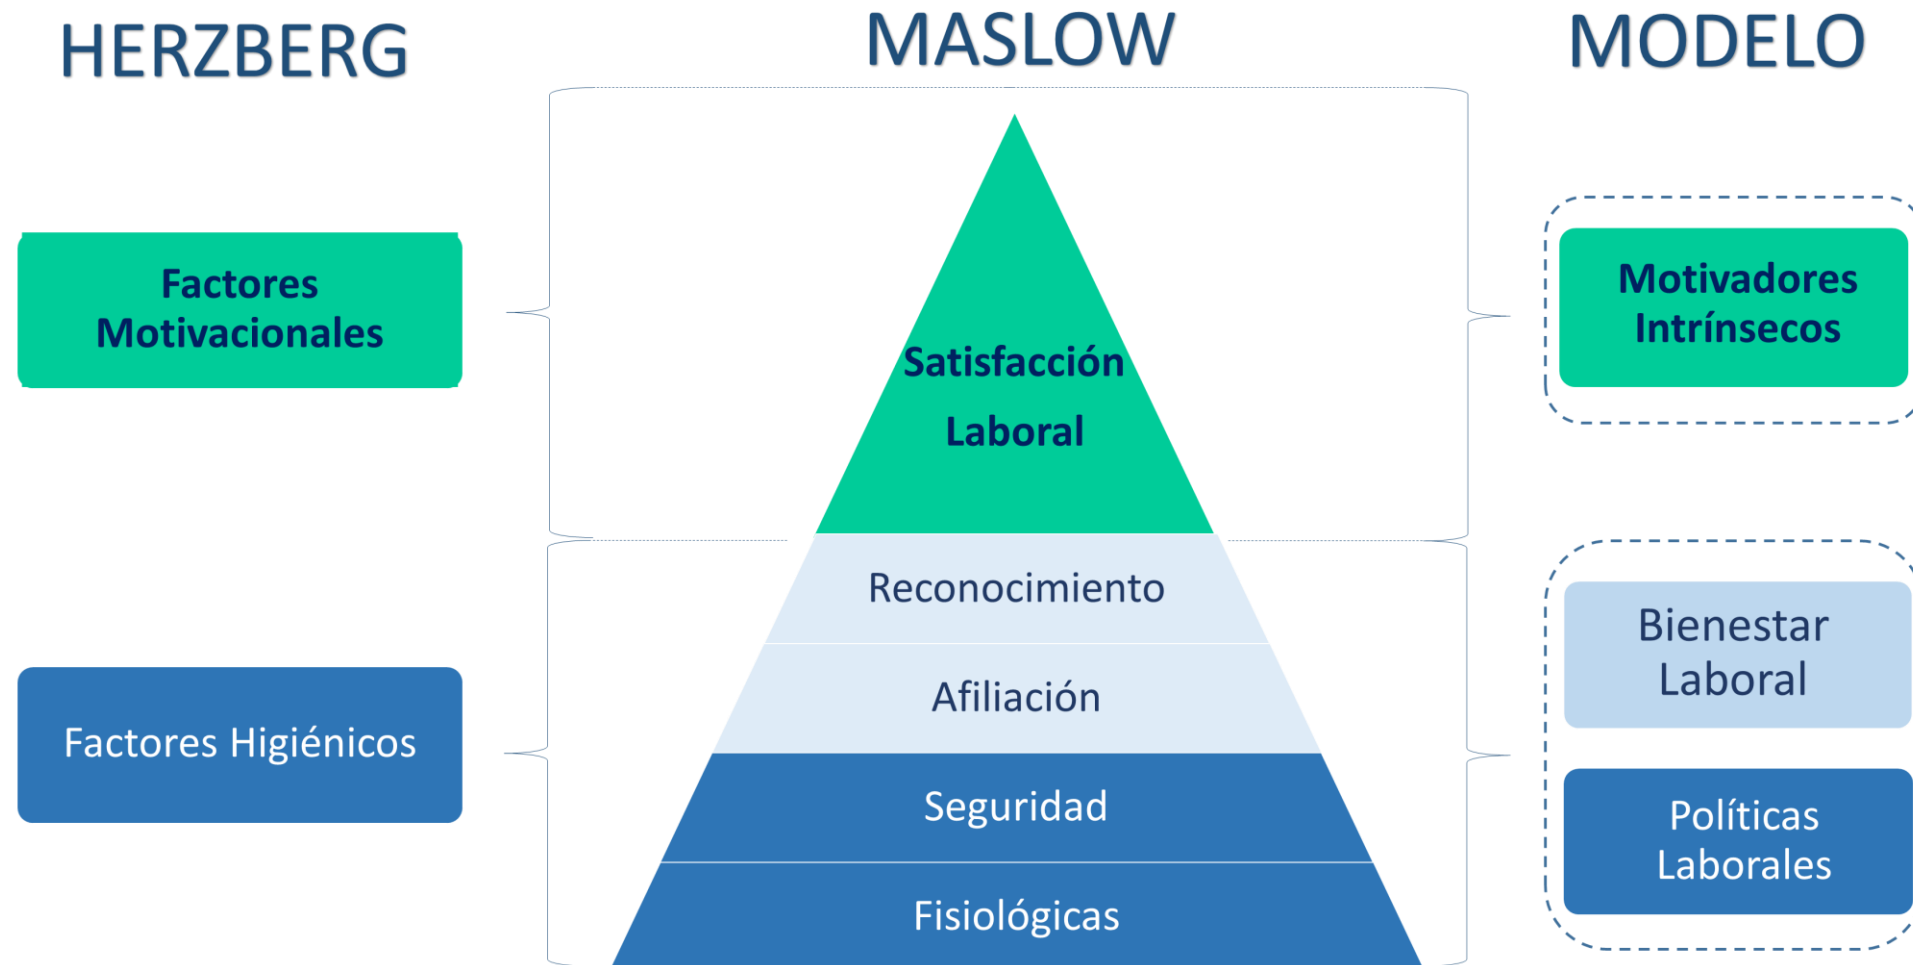 HERZBERG
MASLOW
MODELO
Factores
Motivacionales
Satisfacción
Laboral
Motivadores
Intrínsecos
Reconocimiento
Afiliación
Seguridad
Fisiológicas
Factores Higiénicos
Bienestar
Laboral
Políticas
Laborales